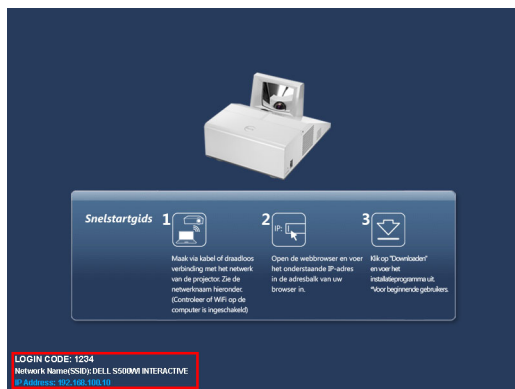 Snelstartgids 1 2 3
IP:
Maak via kabel of draadloos
verbinding met het netwerk
van de projector. Zie de
netwerknaam hieronder.
(Controleer of WiFi op de
computer is ingeschakeld)
Open de webbrowser en voer
het onderstaande IP-adres
in de adresbalk van uw
browser in.
Klik op "Downloaden"
en voer het
installatieprogramma uit.
*Voor beginnende gebruikers.
LOGIN CODE: 1234
Network Name(SSID): DELL S500WI INTERACTIVE
IP Address: 192.168.100.10